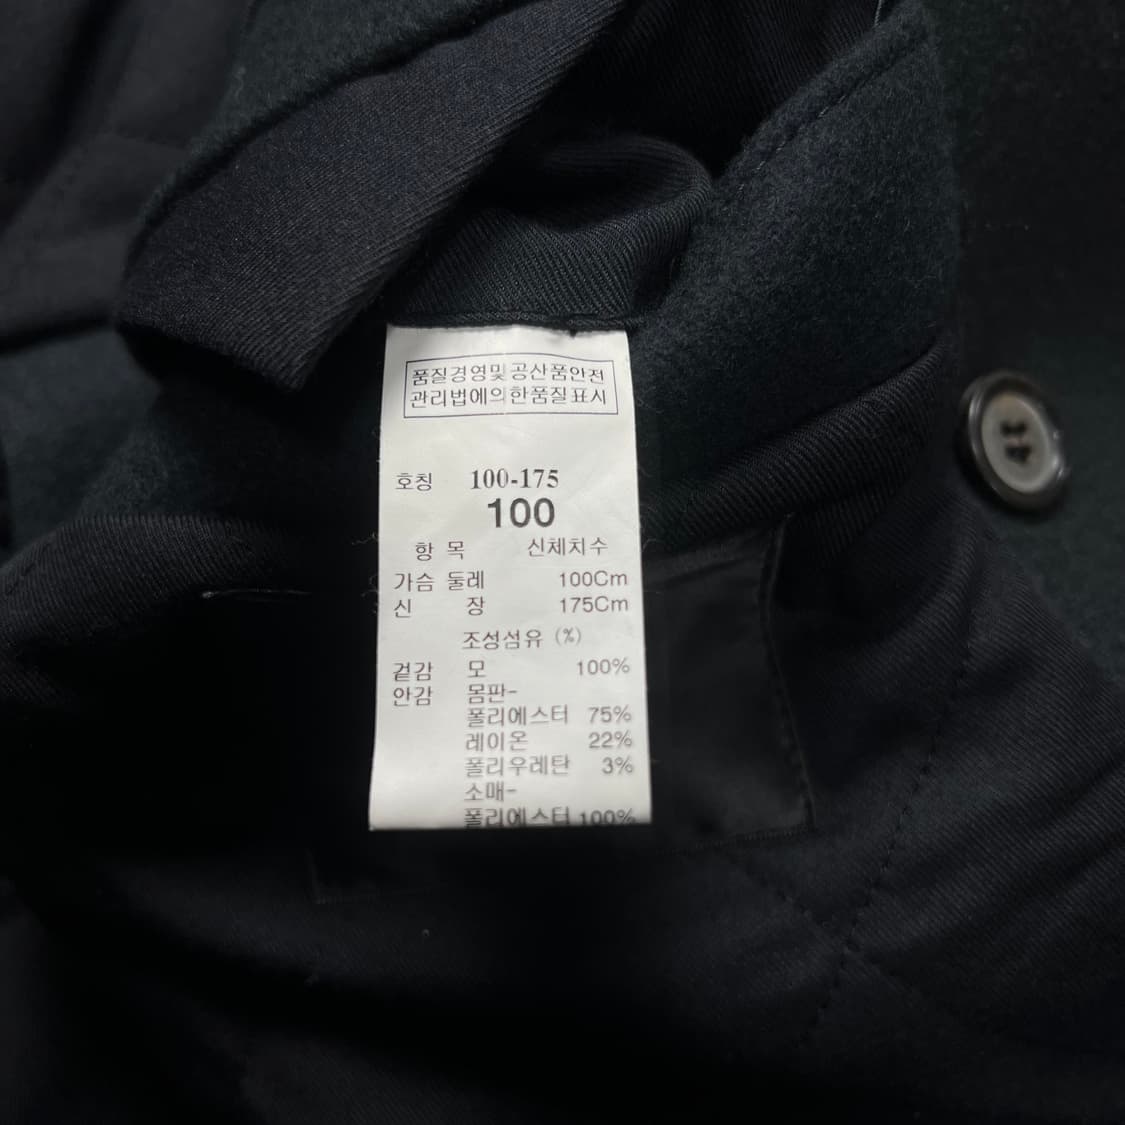 품질경영및공산품안전
관리법에의한품질표시
호칭 100-175
100
항 목 신체치수
가슴 둘레 100Cm
신 장 175Cm
조성섬유 (%)
겉감 모 100%
안감 몸판-
폴리에스터 75%
레이온 22%
폴리우레탄 3%
소매-
폴리에스터 100%